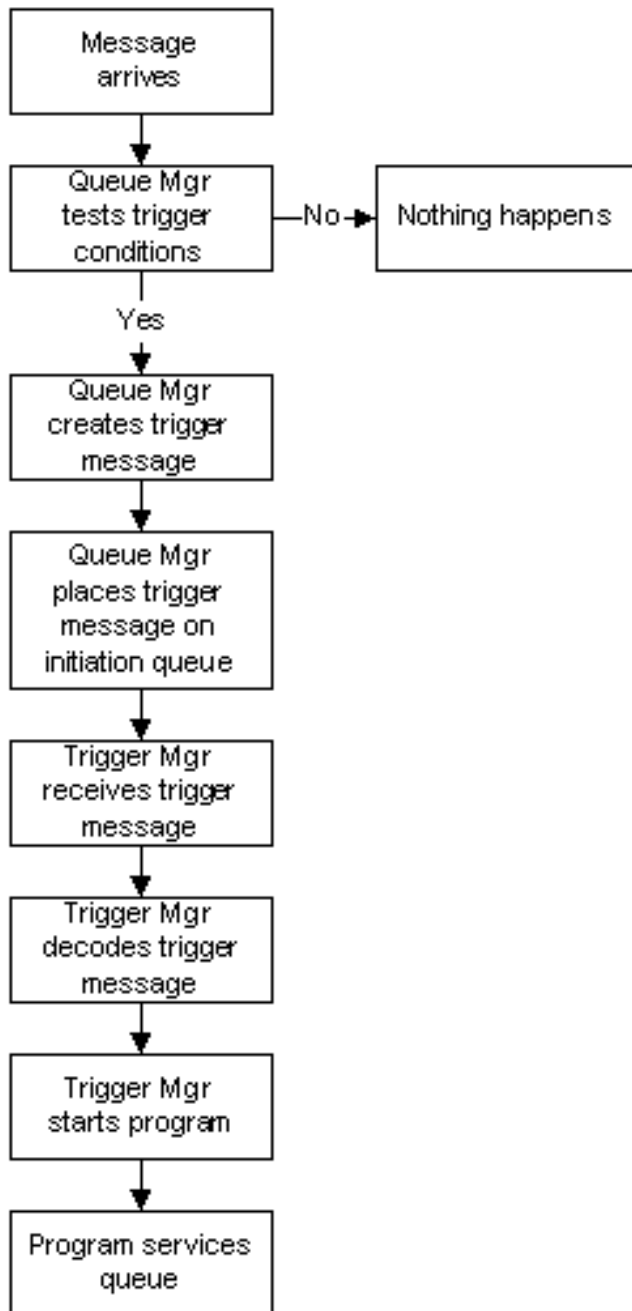 Message
arrives
Queue Mgr
tests trigger
conditions
No
Nothing happens
Yes
Queue Mgr
creates trigger
message
Queue Mgr
places trigger
message on
initiation queue
Trigger Mgr
receives trigger
message
Trigger Mgr
decodes trigger
message
Trigger Mgr
starts program
Program services
queue